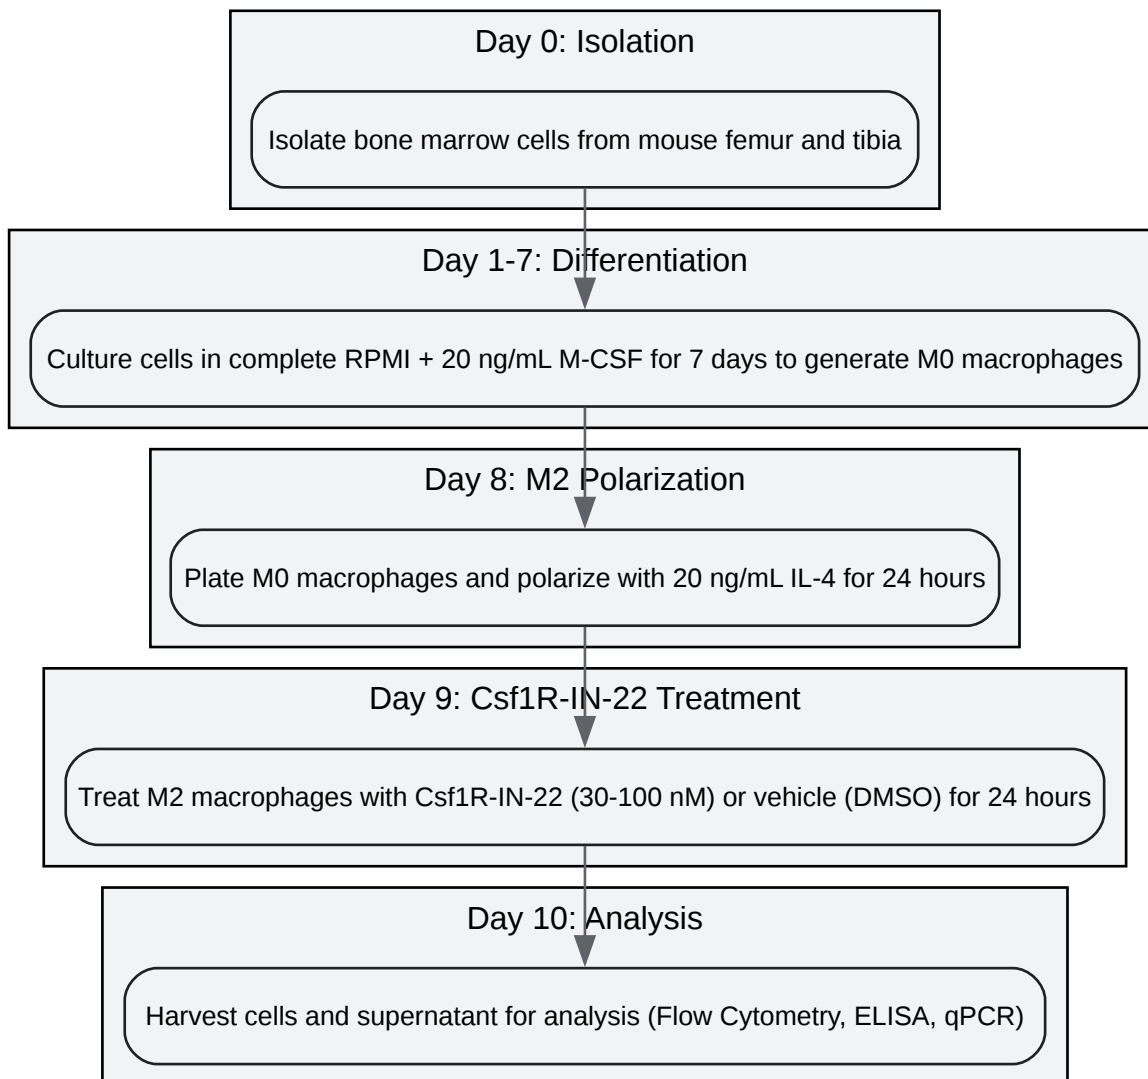 Day 0: Isolation
Isolate bone marrow cells from mouse femur and tibia
Day 1-7: Differentiation
Culture cells in complete RPMI + 20 ng/mL M-CSF for 7 days to generate M0 macrophages
Day 8: M2 Polarization
Plate M0 macrophages and polarize with 20 ng/mL IL-4 for 24 hours
Day 9: Csf1R-IN-22 Treatment
Treat M2 macrophages with Csf1R-IN-22 (30-100 nM) or vehicle (DMSO) for 24 hours
Day 10: Analysis
Harvest cells and supernatant for analysis (Flow Cytometry, ELISA, qPCR)